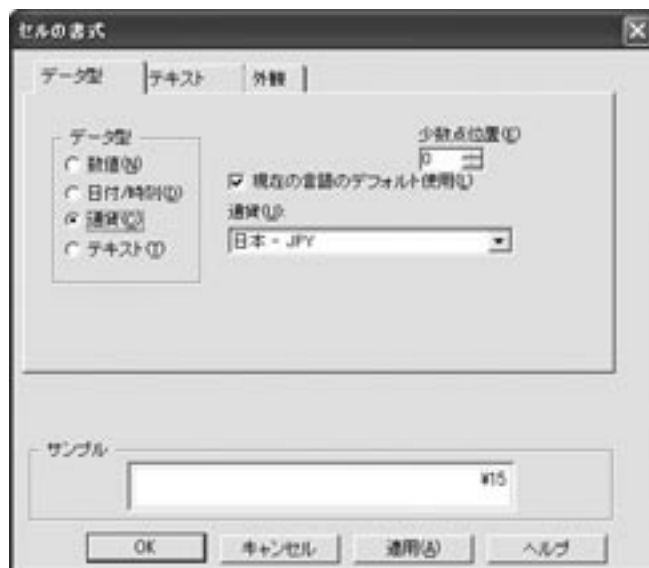 セルの書式
データ型 テキスト 外観
データ型
数値(N)
日付/時刻(D)
通貨(C)
テキスト(T)
少数点位置(E)
0
現在の言語のデフォルト使用(L)
通貨(U):
日本 - JPY
サンプル
¥15
OK キャンセル 適用(A) ヘルプ